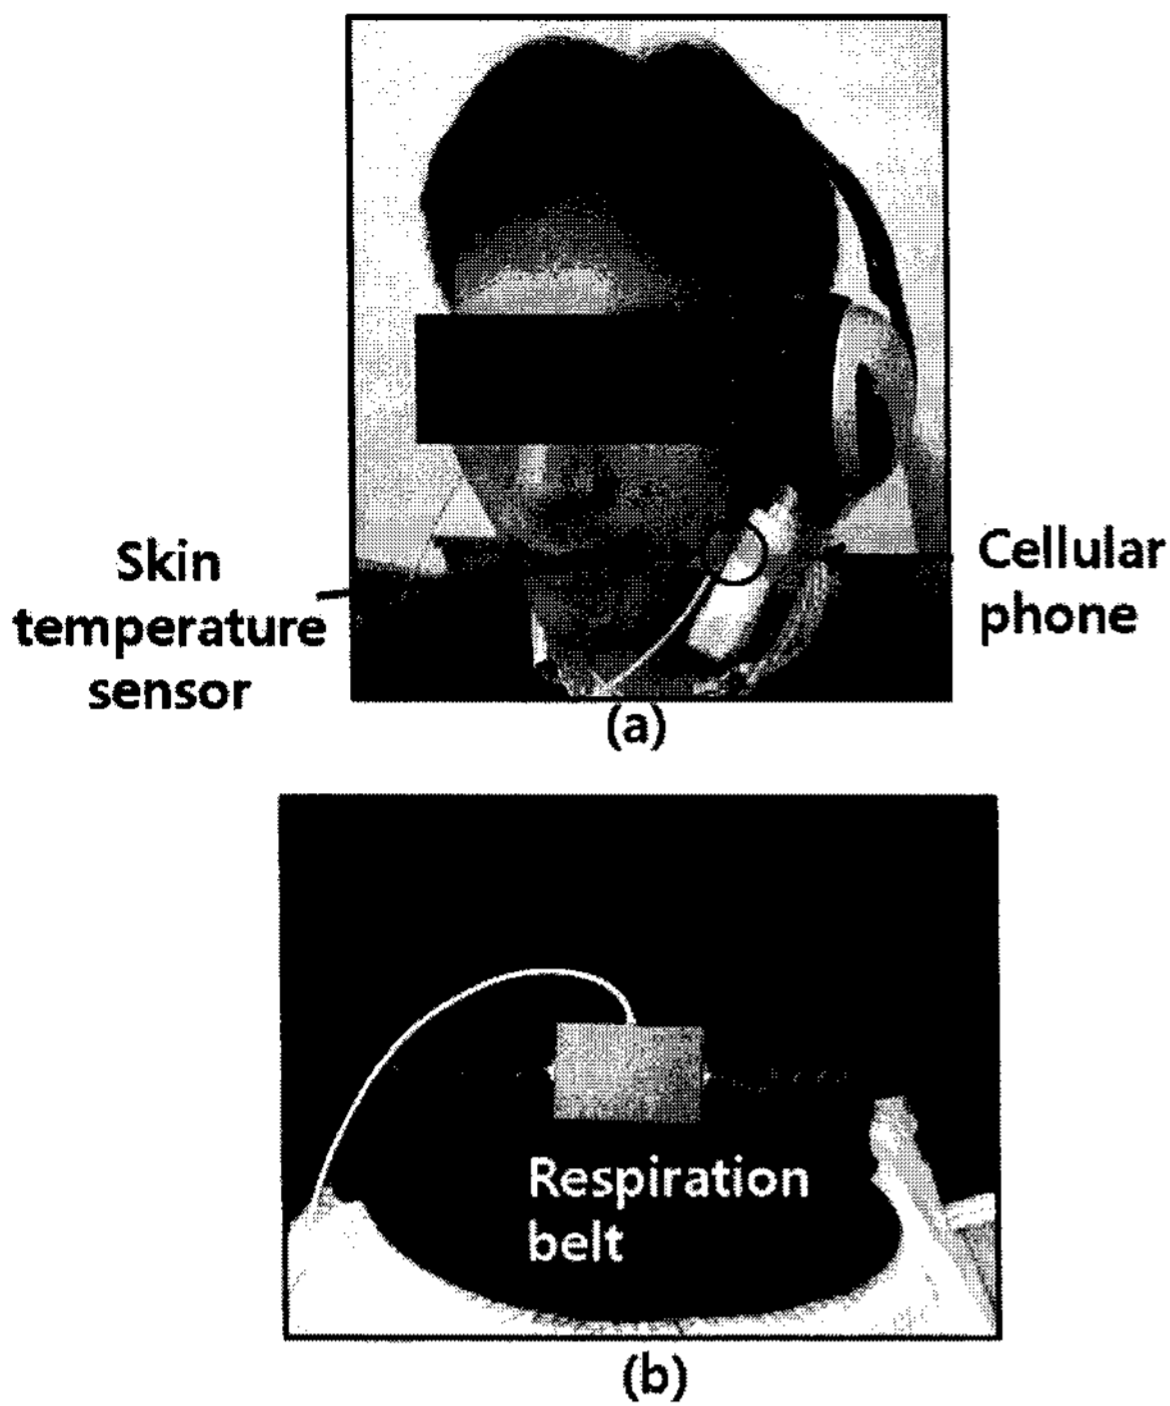 Skin
temperature
sensor
Cellular
phone
(a)
Respiration
belt
(b)